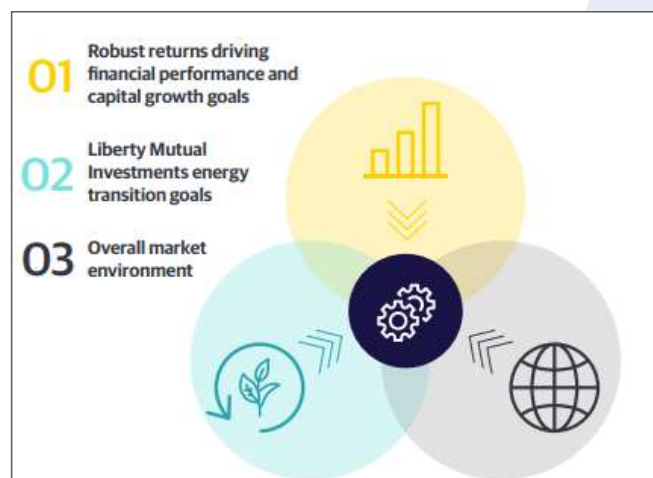 01
Robust returns driving
financial performance and
capital growth goals
02
Liberty Mutual
Investments energy
transition goals
03
Overall market
environment